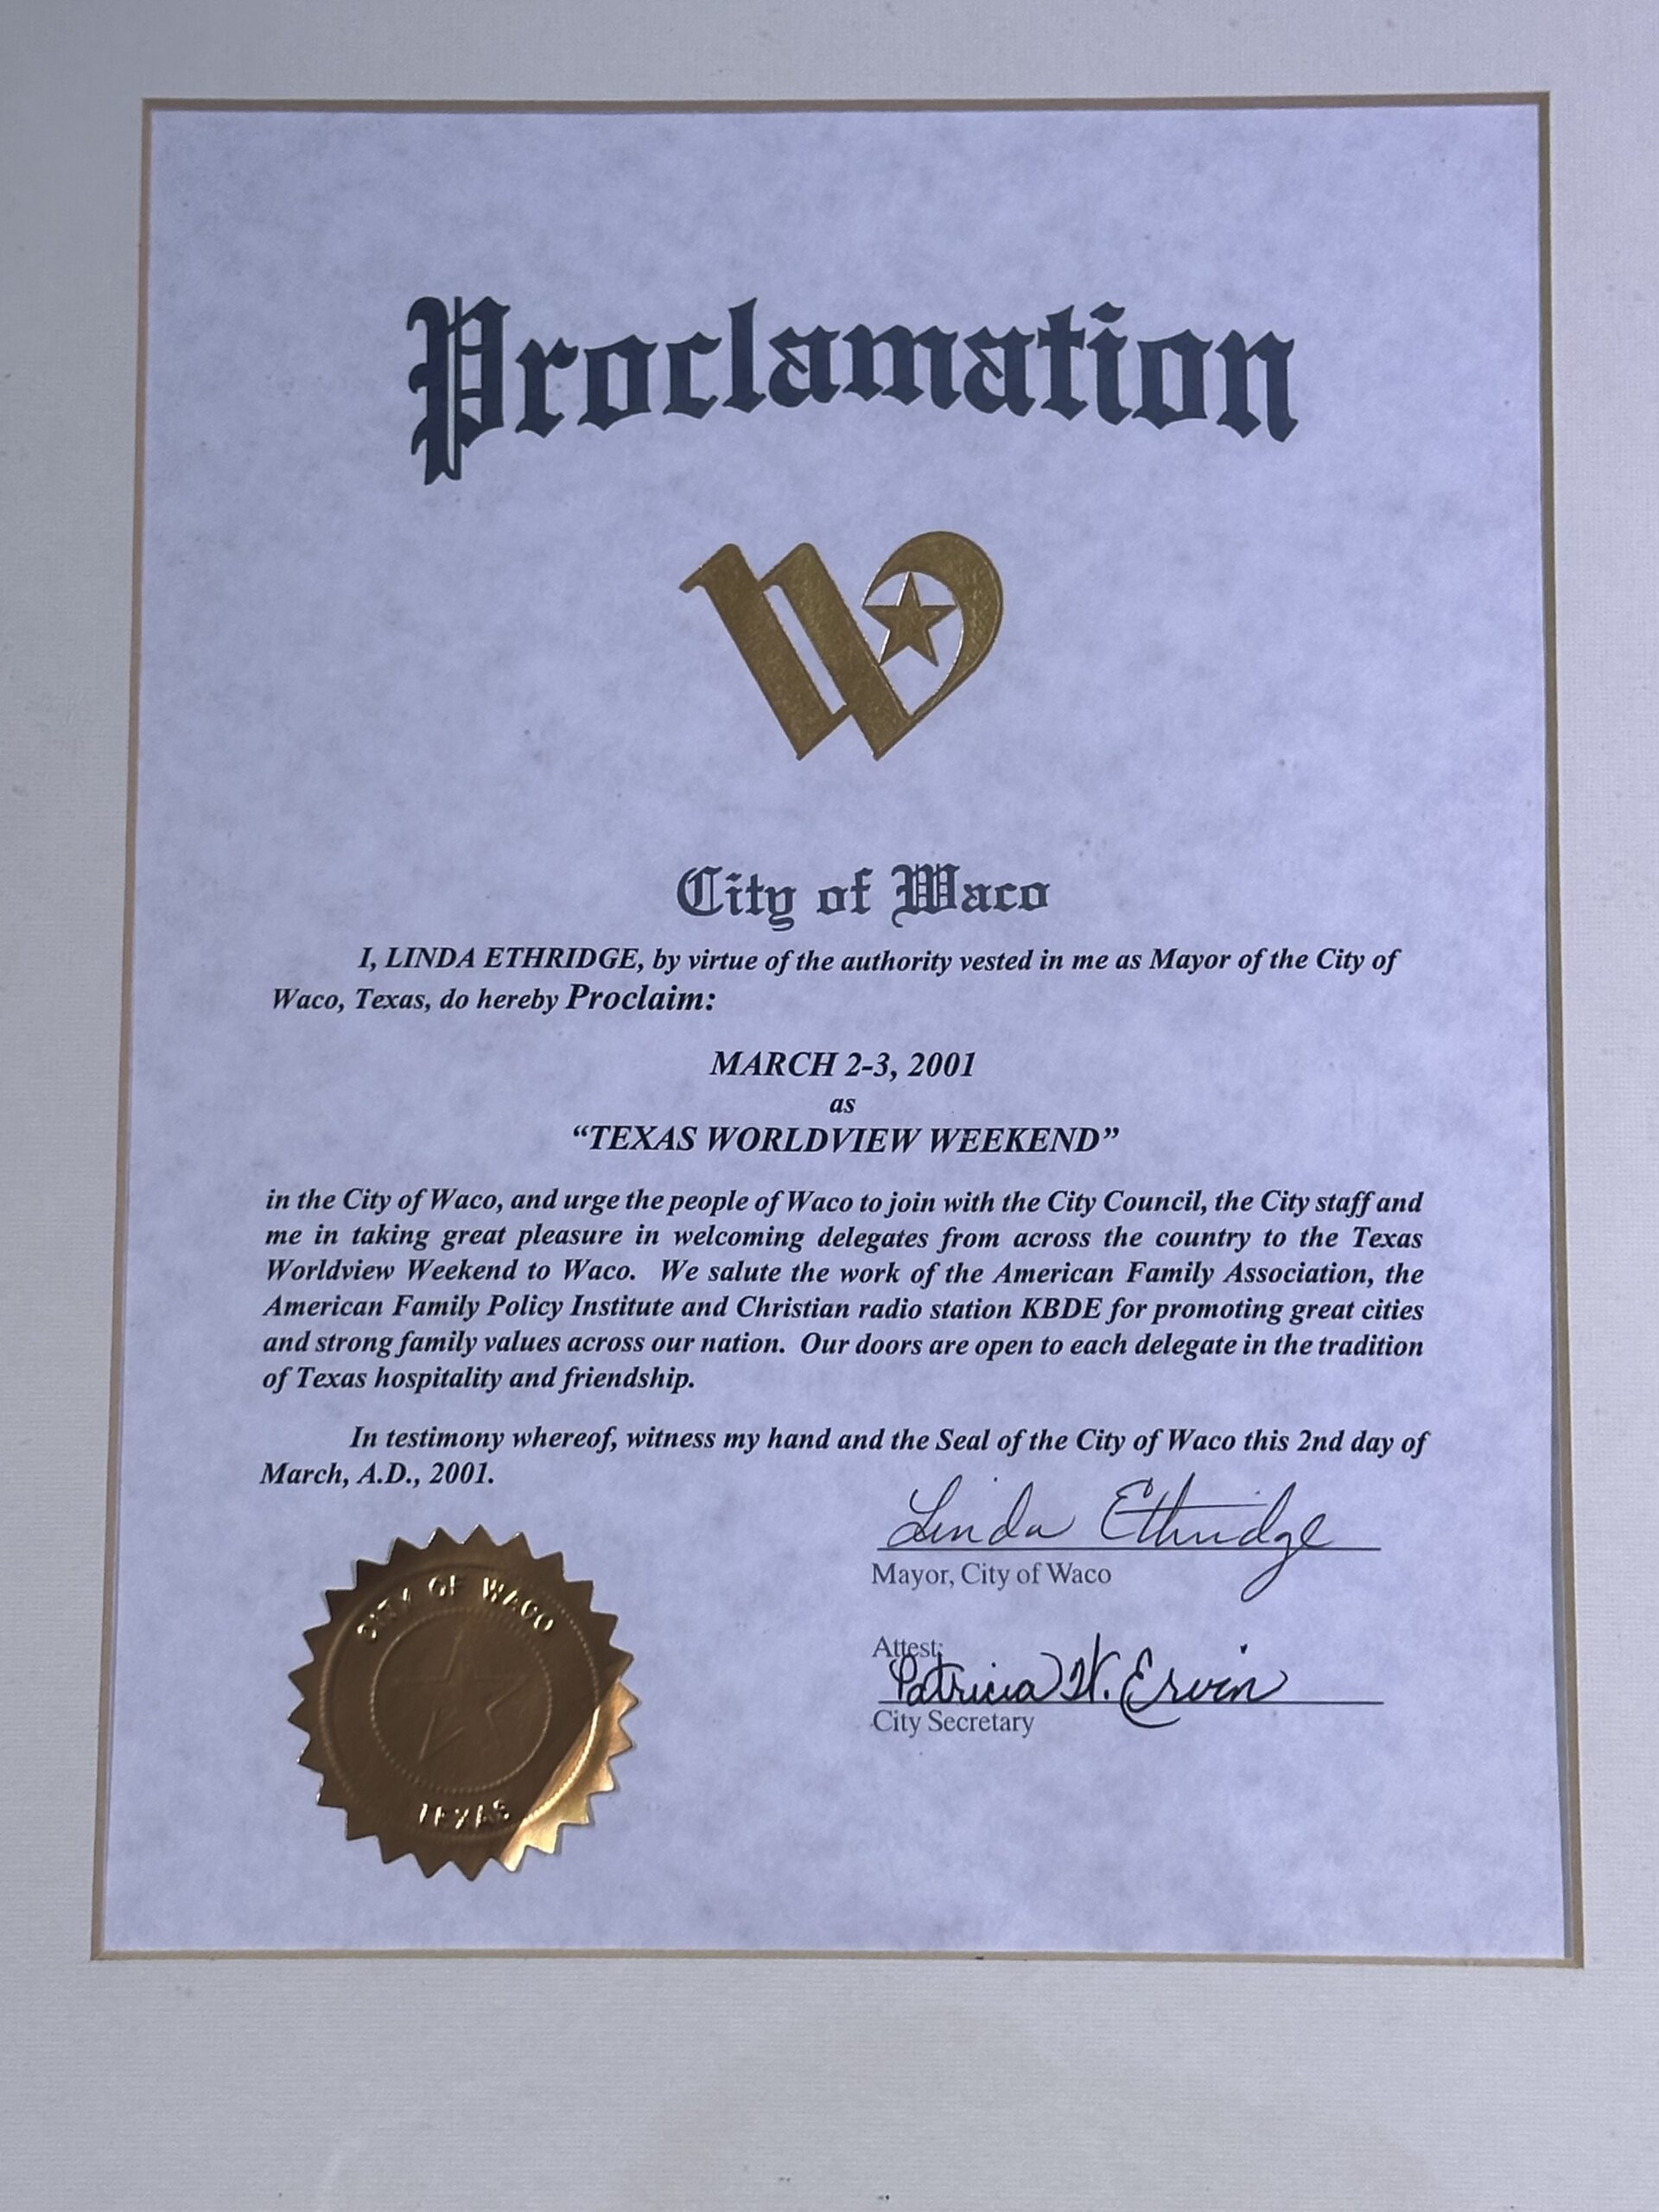 Proclamation
City of Waco
I, LINDA ETHRIDGE, by virtue of the authority vested in me as Mayor of the City of
Waco, Texas, do hereby Proclaim:
MARCH 2-3, 2001
as
“TEXAS WORLDVIEW WEEKEND”
in the City of Waco, and urge the people of Waco to join with the City Council, the City staff and
me in taking great pleasure in welcoming delegates from across the country to the Texas
Worldview Weekend to Waco. We salute the work of the American Family Association, the
American Family Policy Institute and Christian radio station KBDE for promoting great cities
and strong family values across our nation. Our doors are open to each delegate in the tradition
of Texas hospitality and friendship.
In testimony whereof, witness my hand and the Seal of the City of Waco this 2nd day of
March, A.D., 2001.
Linda Ethridge
Mayor, City of Waco
Attest:
Patricia W. Ervin
City Secretary
CITY OF WACO
TEXAS